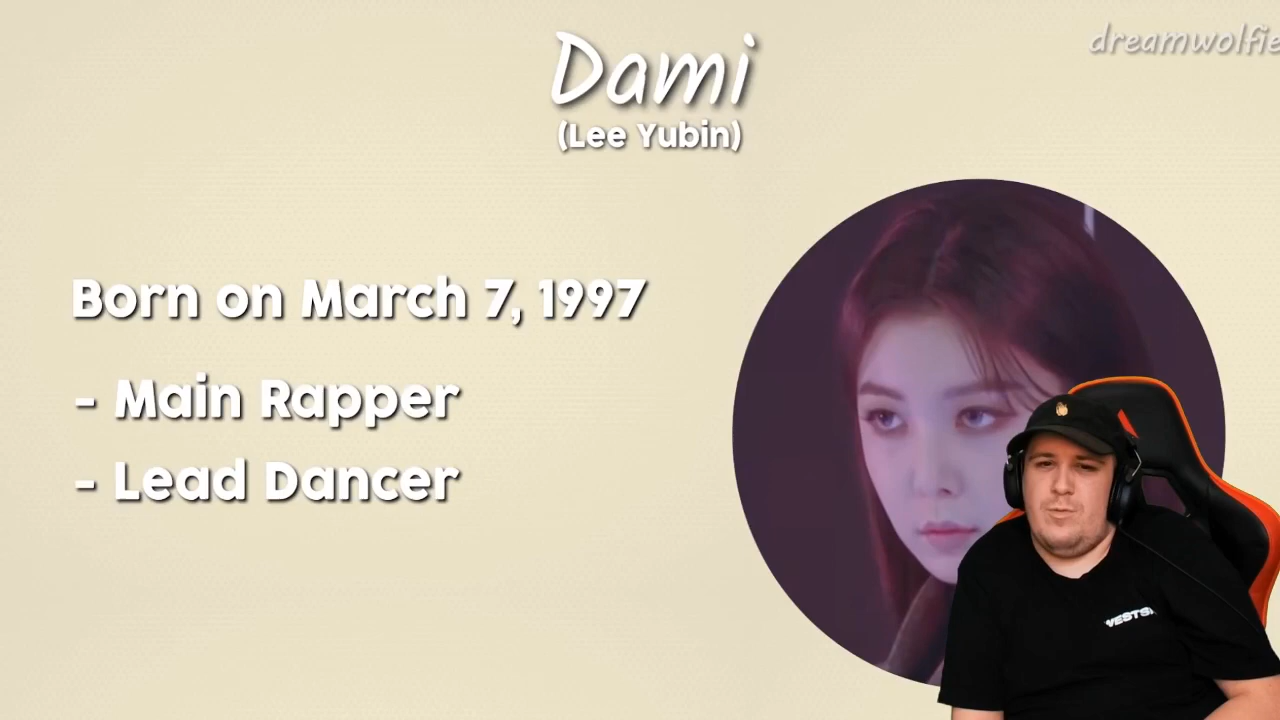 Dami
dreamwolfie
(Lee Yubin)
Born on March 7, 1997
- Main Rapper
- Lead Dancer